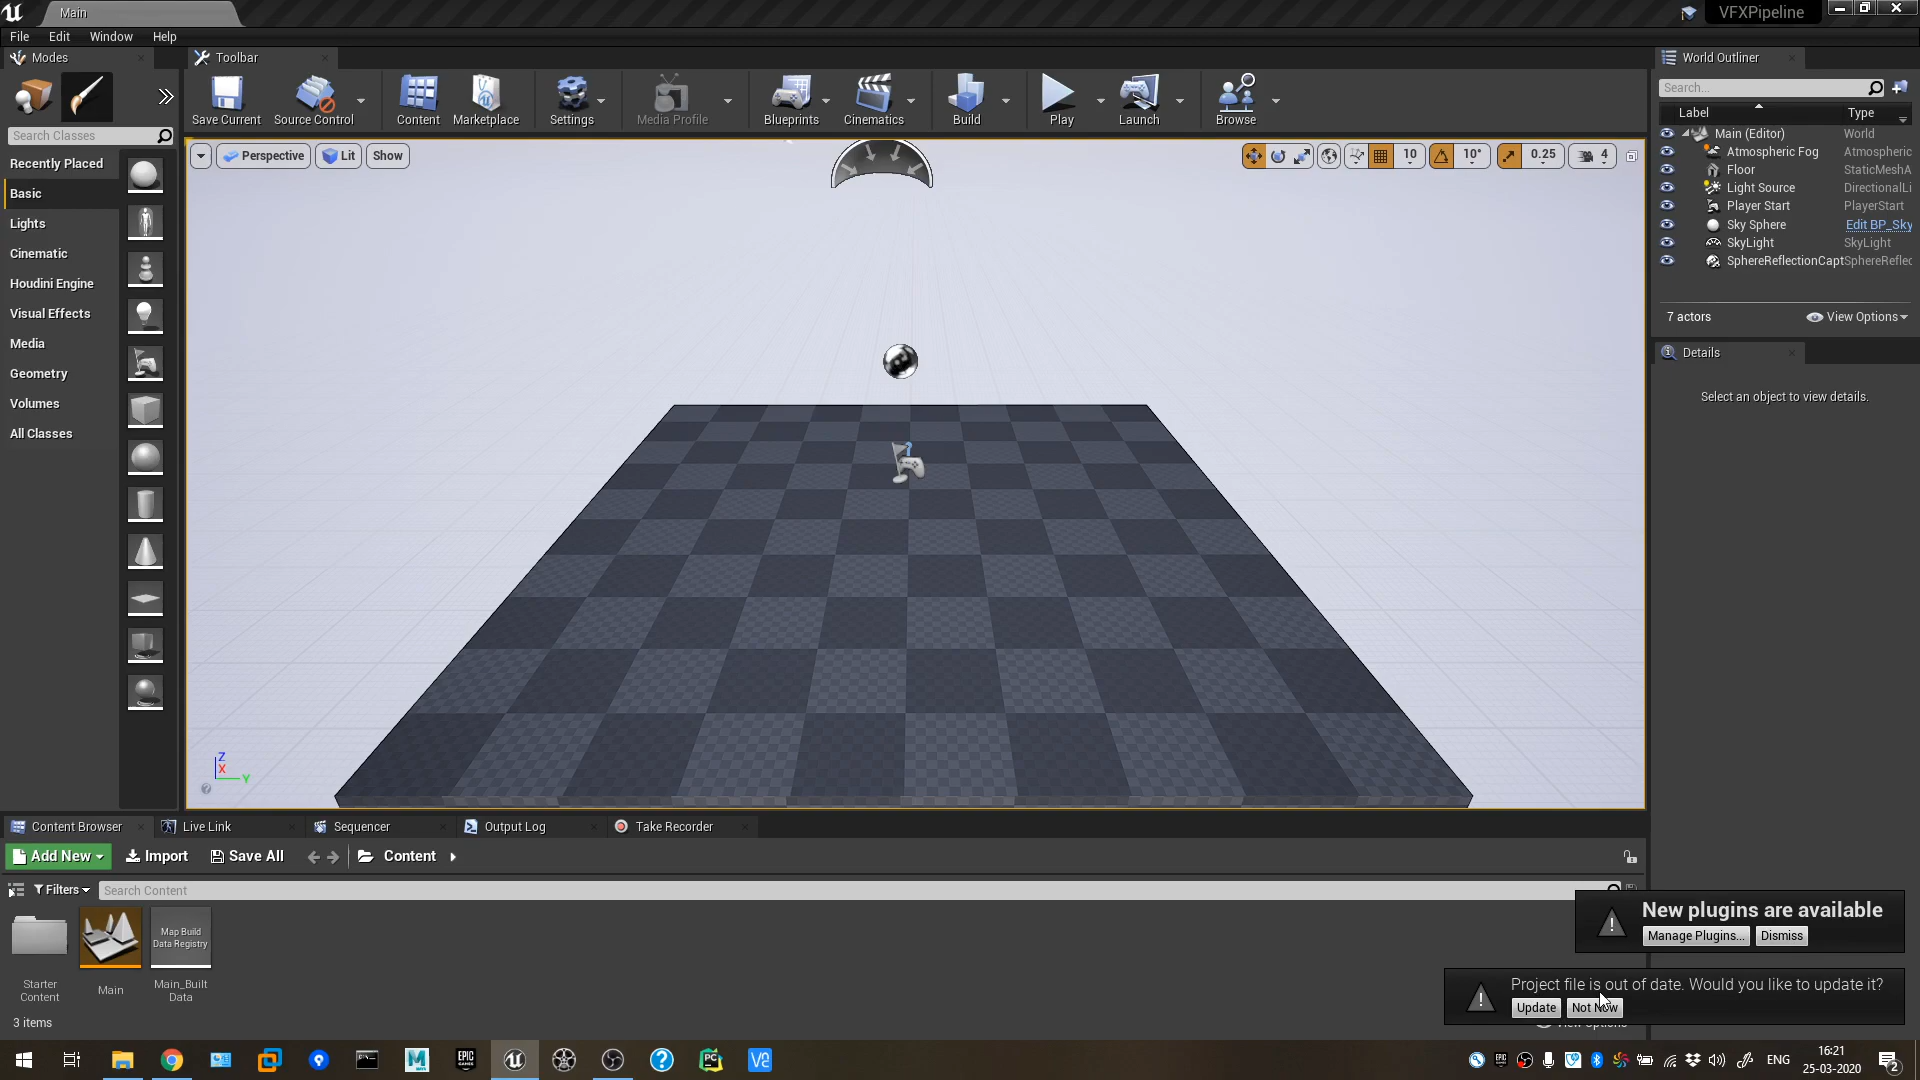 Main
VFXPipeline
File Edit Window Help
Modes
Toolbar
World Outliner
Search...
Save Current
Source Control
Content
Marketplace
Settings
Media Profile
Blueprints
Cinematics
Build
Play
Launch
Browse
Label
Type
Search Classes
Recently Placed
Basic
Lights
Cinematic
Houdini Engine
Visual Effects
Media
Geometry
Volumes
All Classes
Perspective
Lit
Show
10
10°
0.25
4
Main (Editor) World
Atmospheric Fog Atmospheric
Floor StaticMeshA
Light Source DirectionalLi
Player Start PlayerStart
Sky Sphere Edit BP_Sky
SkyLight SkyLight
SphereReflectionCapt SphereReflec
7 actors
View Options
Details
Select an object to view details.
Z
X
Y
Content Browser
Live Link
Sequencer
Output Log
Take Recorder
Add New
Import
Save All
Content
Filters
Search Content
Map Build
Data Registry
Starter
Content
Main
Main_Built
Data
3 items
New plugins are available
Manage Plugins...
Dismiss
Project file is out of date. Would you like to update it?
Update
Not Now
View Options
EPIC
GAMES
PC
ENG
16:21
25-03-2020
2